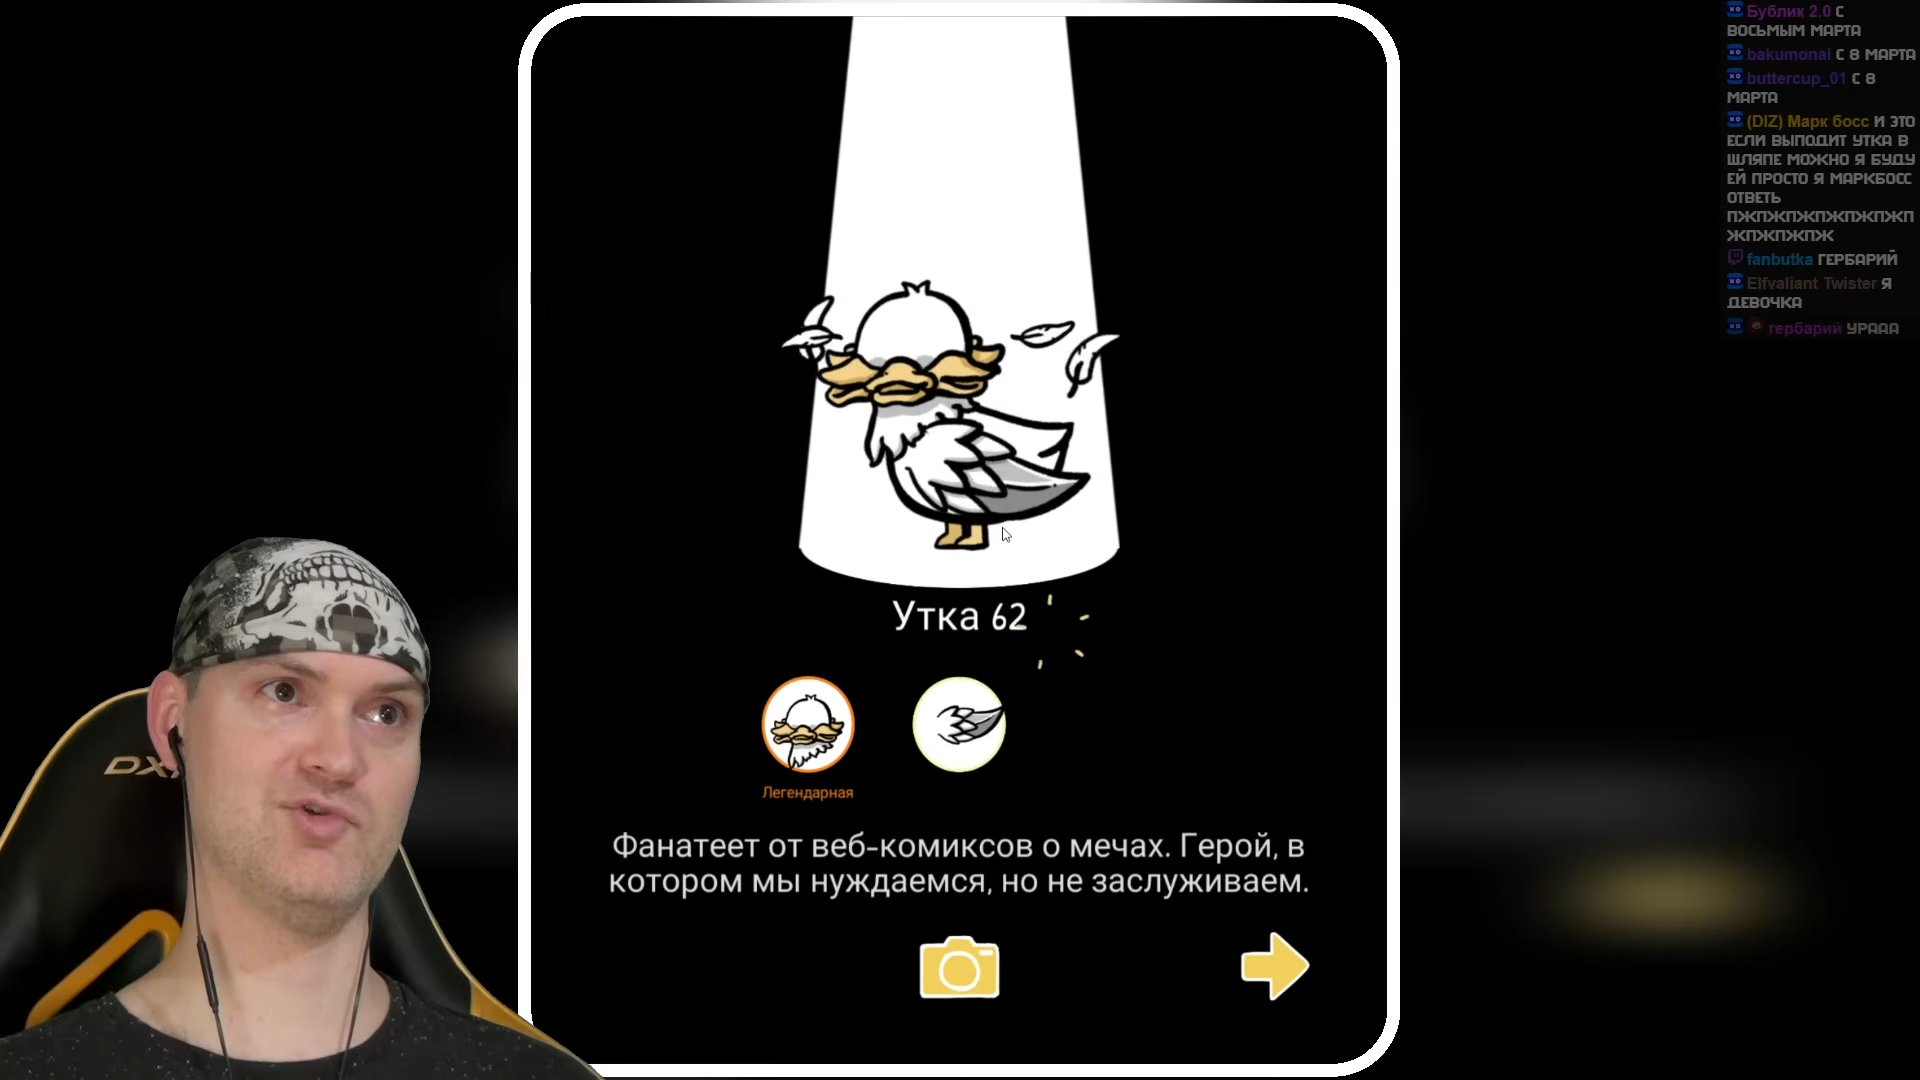 Бублик 2.0 С
ВОСЬМЫМ МАРТА
bakumonai С 8 МАРТА
buttercup_01 С 8
МАРТА
(DIZ) Марк босс И ЭТО
ЕСЛИ ВЫПОДИТ УТКА В
ШЛЯПЕ МОЖНО Я БУДУ
ЕЙ ПРОСТО Я МАРКБОСС
ОТВЕТЬ
ПЖПЖПЖПЖПЖПЖП
ЖПЖПЖПЖ
fanbutka ГЕРБАРИЙ
Elfvaliant Twister Я
ДЕВОЧКА
гербарий УРААА
Утка 62
Легендарная
Фанатеет от веб-комиксов о мечах. Герой, в
котором мы нуждаемся, но не заслуживаем.